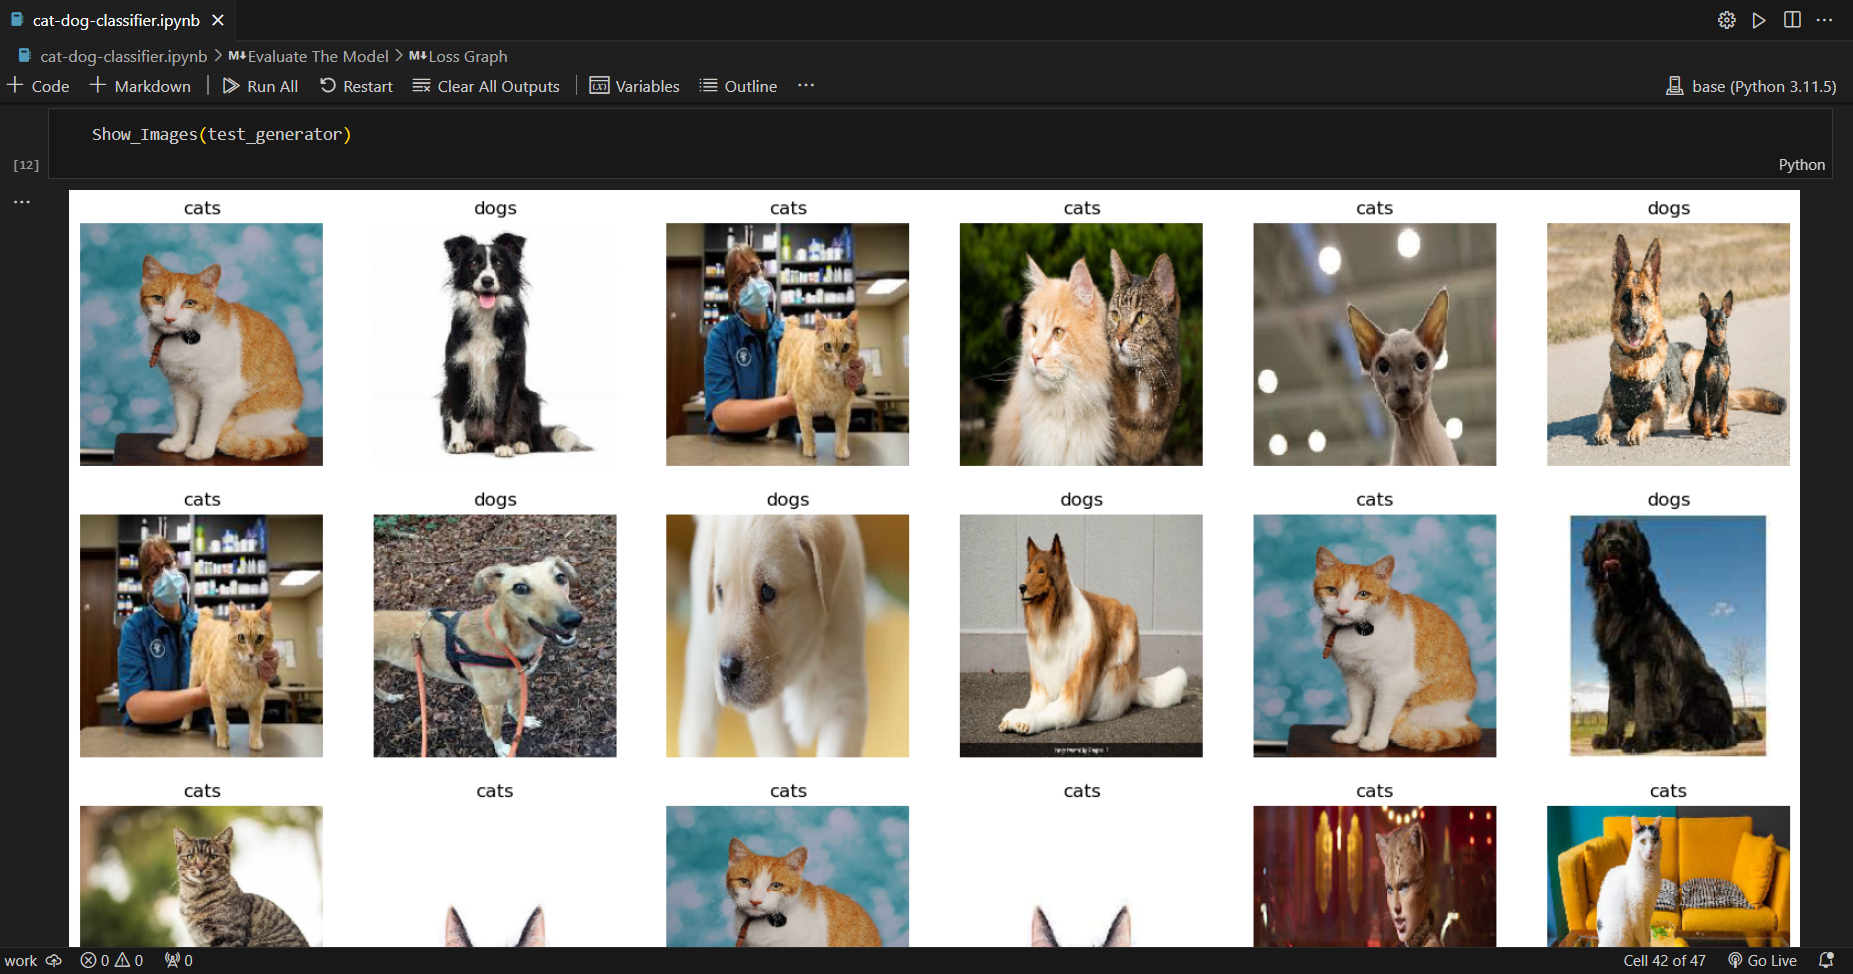 cat-dog-classifier.ipynb
cat-dog-classifier.ipynb > M↓Evaluate The Model > M↓Loss Graph
+ Code + Markdown | Run All Restart Clear All Outputs | Variables Outline ... base (Python 3.11.5)
Show_Images(test_generator)
[12] Python
...
cats dogs cats cats cats dogs
cats dogs dogs dogs cats dogs
cats cats cats cats cats cats
work 0 0 0 Cell 42 of 47 Go Live